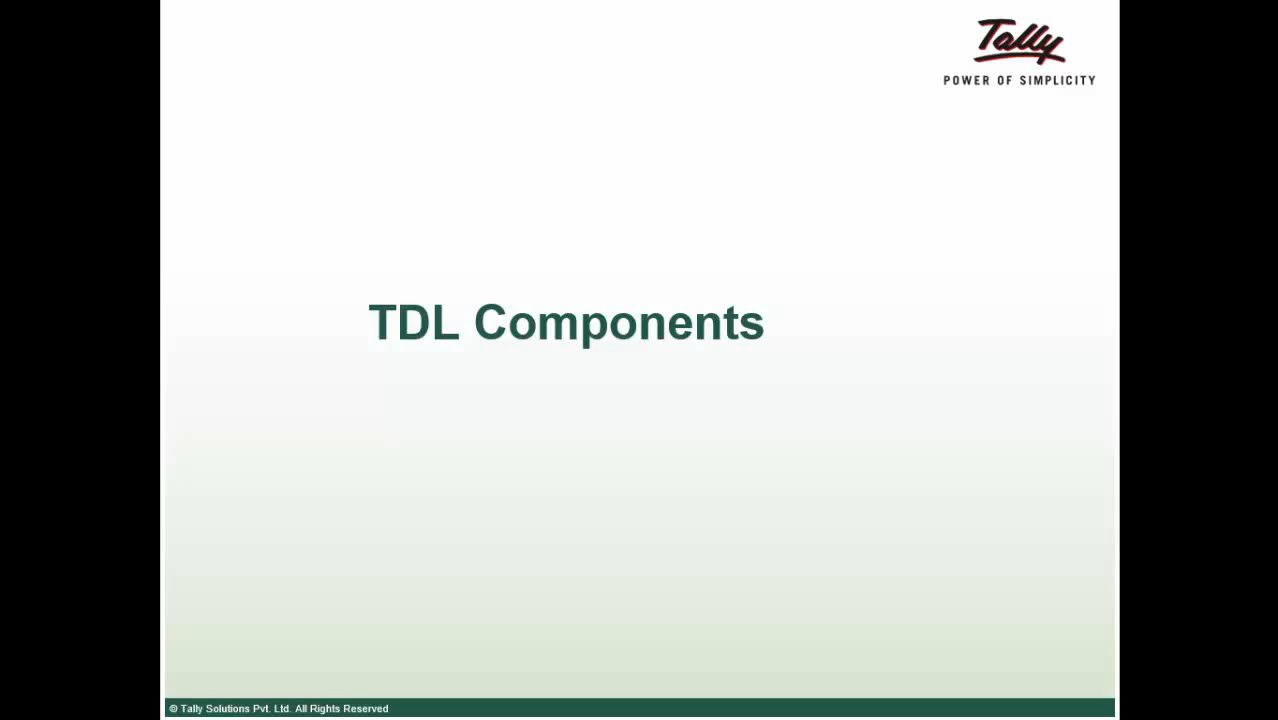 Tally
POWER OF SIMPLICITY
TDL Components
© Tally Solutions Pvt. Ltd. All Rights Reserved